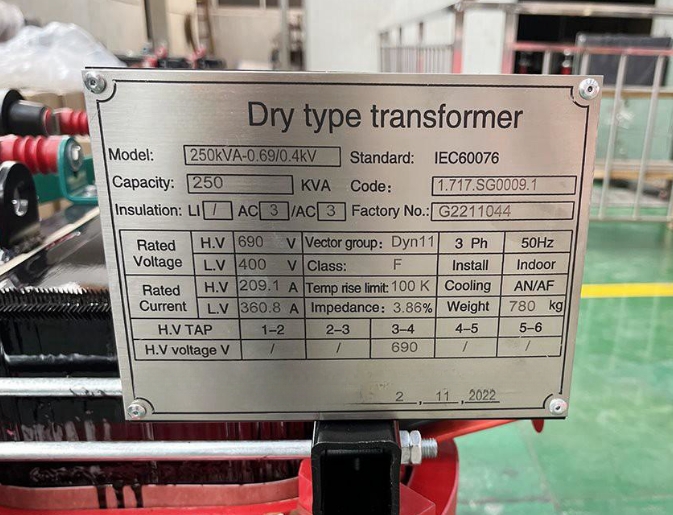 Dry type transformer
Model: 250kVA-0.69/0.4kV Standard: IEC60076
Capacity: 250 KVA Code: 1.717.SG0009.1
Insulation: LI / AC 3 /AC 3 Factory No.: G2211044
Rated Voltage H.V 690 V Vector group: Dyn11 3 Ph 50Hz
L.V 400 V Class: F Install Indoor
Rated Current H.V 209.1 A Temp rise limit: 100 K Cooling AN/AF
L.V 360.8 A Impedance: 3.86% Weight 780 kg
H.V TAP 1-2 2-3 3-4 4-5 5-6
H.V voltage V / / 690 / /
2 , 11 , 2022